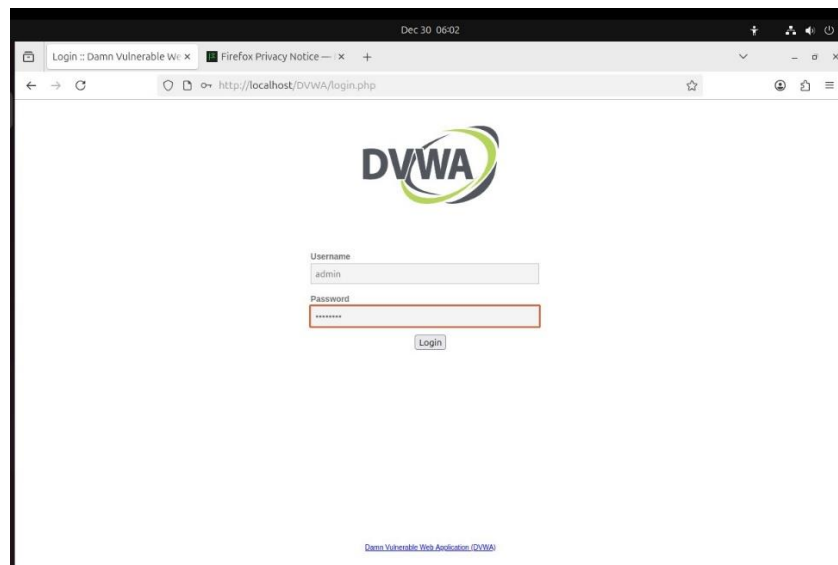 Dec 30 06:02
Login :: Damn Vulnerable We
Firefox Privacy Notice —
http://localhost/DVWA/login.php
DVWA
Username
admin
Password
Login
Damn Vulnerable Web Application (DVWA)